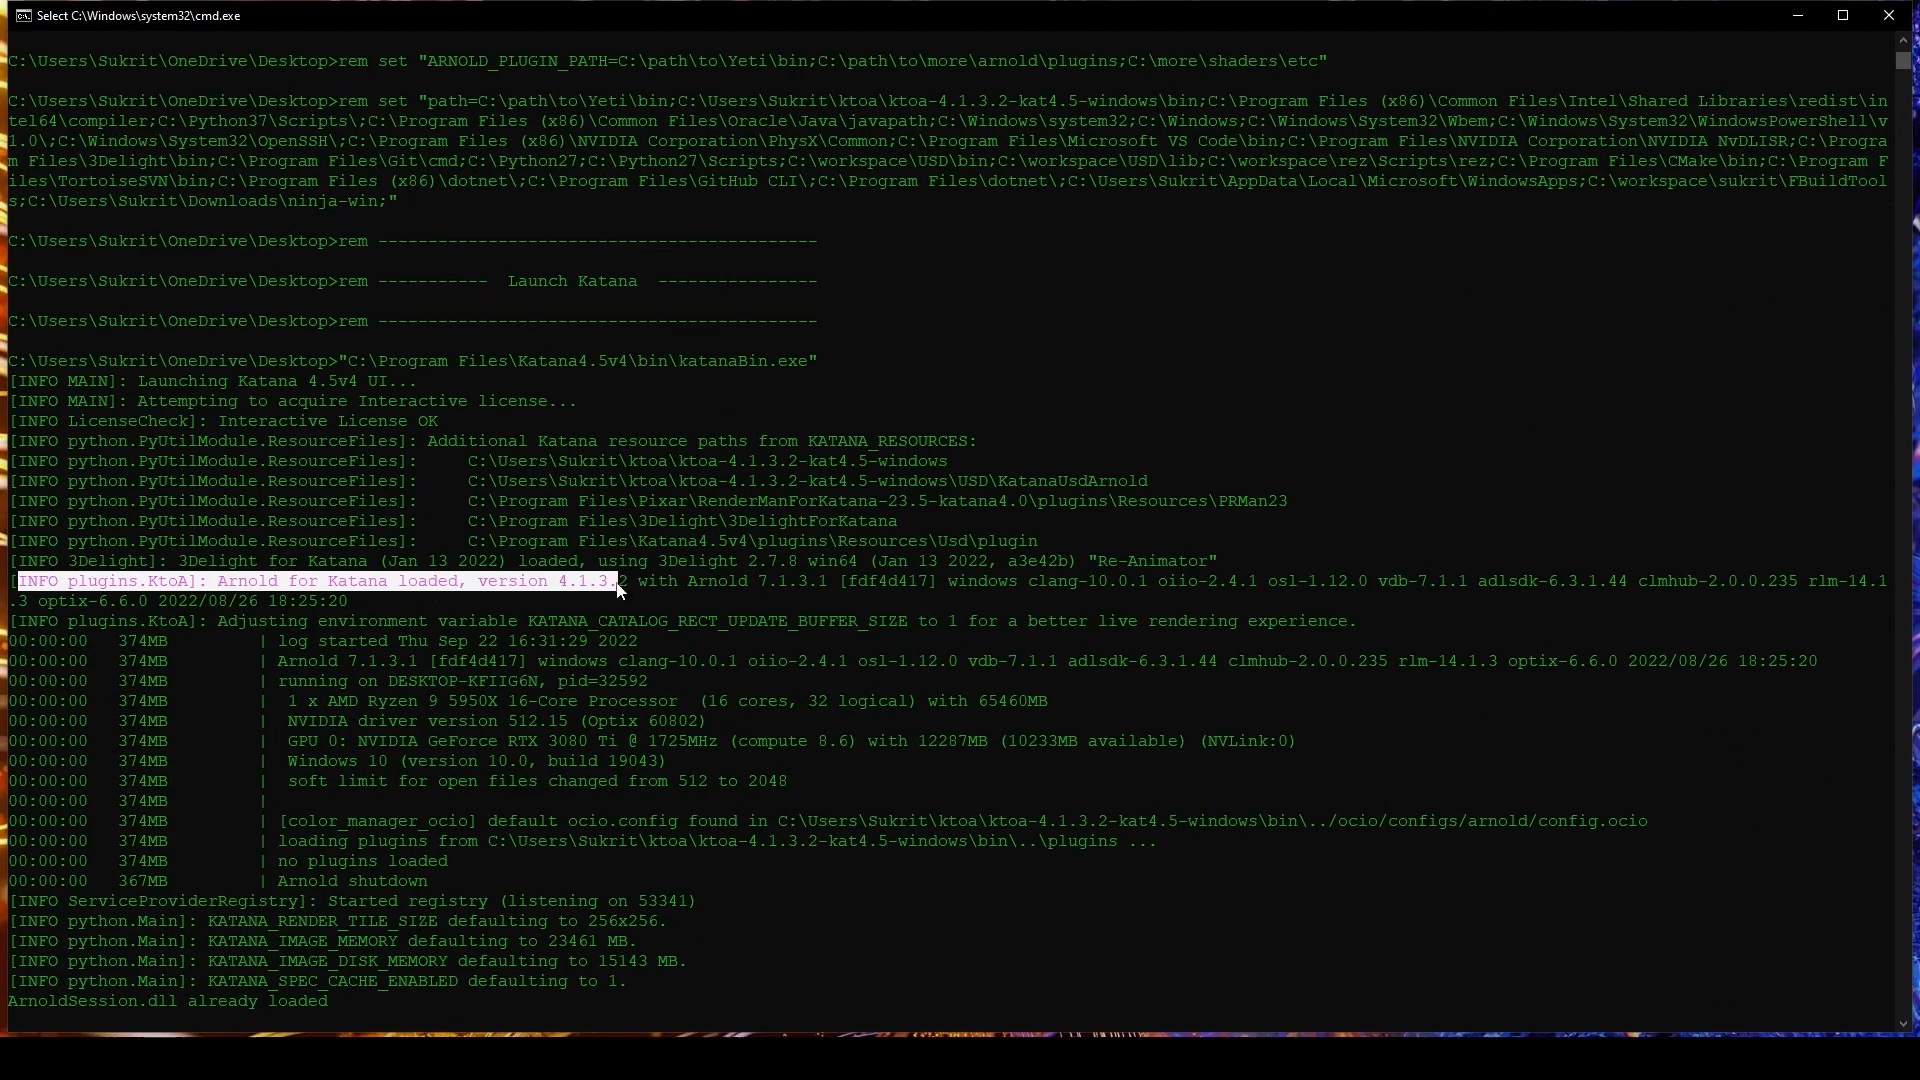 Select C:\Windows\system32\cmd.exe
C:\Users\Sukrit\OneDrive\Desktop>rem set "ARNOLD_PLUGIN_PATH=C:\path\to\Yeti\bin;C:\path\to\more\arnold\plugins;C:\more\shaders\etc"
C:\Users\Sukrit\OneDrive\Desktop>rem set "path=C:\path\to\Yeti\bin;C:\Users\Sukrit\ktoa\ktoa-4.1.3.2-kat4.5-windows\bin;C:\Program Files (x86)\Common Files\Intel\Shared Libraries\redist\in
tel64\compiler;C:\Python37\Scripts\;C:\Program Files (x86)\Common Files\Oracle\Java\javapath;C:\Windows\system32;C:\Windows;C:\Windows\System32\Wbem;C:\Windows\System32\WindowsPowerShell\v
1.0\;C:\Windows\System32\OpenSSH\;C:\Program Files (x86)\NVIDIA Corporation\PhysX\Common;C:\Program Files\Microsoft VS Code\bin;C:\Program Files\NVIDIA Corporation\NVIDIA NvDLISR;C:\Progra
m Files\3Delight\bin;C:\Program Files\Git\cmd;C:\Python27;C:\Python27\Scripts;C:\workspace\USD\bin;C:\workspace\USD\lib;C:\workspace\rez\Scripts\rez;C:\Program Files\CMake\bin;C:\Program F
iles\TortoiseSVN\bin;C:\Program Files (x86)\dotnet\;C:\Program Files\GitHub CLI\;C:\Program Files\dotnet\;C:\Users\Sukrit\AppData\Local\Microsoft\WindowsApps;C:\workspace\sukrit\FBuildTool
s;C:\Users\Sukrit\Downloads\ninja-win;"
C:\Users\Sukrit\OneDrive\Desktop>rem --------------------------------------------
C:\Users\Sukrit\OneDrive\Desktop>rem -----------  Launch Katana  ----------------
C:\Users\Sukrit\OneDrive\Desktop>rem --------------------------------------------
C:\Users\Sukrit\OneDrive\Desktop>"C:\Program Files\Katana4.5v4\bin\katanaBin.exe"
[INFO MAIN]: Launching Katana 4.5v4 UI...
[INFO MAIN]: Attempting to acquire Interactive license...
[INFO LicenseCheck]: Interactive License OK
[INFO python.PyUtilModule.ResourceFiles]: Additional Katana resource paths from KATANA_RESOURCES:
[INFO python.PyUtilModule.ResourceFiles]:     C:\Users\Sukrit\ktoa\ktoa-4.1.3.2-kat4.5-windows
[INFO python.PyUtilModule.ResourceFiles]:     C:\Users\Sukrit\ktoa\ktoa-4.1.3.2-kat4.5-windows\USD\KatanaUsdArnold
[INFO python.PyUtilModule.ResourceFiles]:     C:\Program Files\Pixar\RenderManForKatana-23.5-katana4.0\plugins\Resources\PRMan23
[INFO python.PyUtilModule.ResourceFiles]:     C:\Program Files\3Delight\3DelightForKatana
[INFO python.PyUtilModule.ResourceFiles]:     C:\Program Files\Katana4.5v4\plugins\Resources\Usd\plugin
[INFO 3Delight]: 3Delight for Katana (Jan 13 2022) loaded, using 3Delight 2.7.8 win64 (Jan 13 2022, a3e42b) "Re-Animator"
[INFO plugins.KtoA]: Arnold for Katana loaded, version 4.1.3.2 with Arnold 7.1.3.1 [fdf4d417] windows clang-10.0.1 oiio-2.4.1 osl-1.12.0 vdb-7.1.1 adlsdk-6.3.1.44 clmhub-2.0.0.235 rlm-14.1
.3 optix-6.6.0 2022/08/26 18:25:20
[INFO plugins.KtoA]: Adjusting environment variable KATANA_CATALOG_RECT_UPDATE_BUFFER_SIZE to 1 for a better live rendering experience.
00:00:00   374MB         | log started Thu Sep 22 16:31:29 2022
00:00:00   374MB         | Arnold 7.1.3.1 [fdf4d417] windows clang-10.0.1 oiio-2.4.1 osl-1.12.0 vdb-7.1.1 adlsdk-6.3.1.44 clmhub-2.0.0.235 rlm-14.1.3 optix-6.6.0 2022/08/26 18:25:20
00:00:00   374MB         | running on DESKTOP-KFIIG6N, pid=32592
00:00:00   374MB         |  1 x AMD Ryzen 9 5950X 16-Core Processor  (16 cores, 32 logical) with 65460MB
00:00:00   374MB         |  NVIDIA driver version 512.15 (Optix 60802)
00:00:00   374MB         |  GPU 0: NVIDIA GeForce RTX 3080 Ti @ 1725MHz (compute 8.6) with 12287MB (10233MB available) (NVLink:0)
00:00:00   374MB         |  Windows 10 (version 10.0, build 19043)
00:00:00   374MB         |  soft limit for open files changed from 512 to 2048
00:00:00   374MB         |
00:00:00   374MB         | [color_manager_ocio] default ocio.config found in C:\Users\Sukrit\ktoa\ktoa-4.1.3.2-kat4.5-windows\bin\../ocio/configs/arnold/config.ocio
00:00:00   374MB         | loading plugins from C:\Users\Sukrit\ktoa\ktoa-4.1.3.2-kat4.5-windows\bin\..\plugins ...
00:00:00   374MB         | no plugins loaded
00:00:00   367MB         | Arnold shutdown
[INFO ServiceProviderRegistry]: Started registry (listening on 53341)
[INFO python.Main]: KATANA_RENDER_TILE_SIZE defaulting to 256x256.
[INFO python.Main]: KATANA_IMAGE_MEMORY defaulting to 23461 MB.
[INFO python.Main]: KATANA_IMAGE_DISK_MEMORY defaulting to 15143 MB.
[INFO python.Main]: KATANA_SPEC_CACHE_ENABLED defaulting to 1.
ArnoldSession.dll already loaded